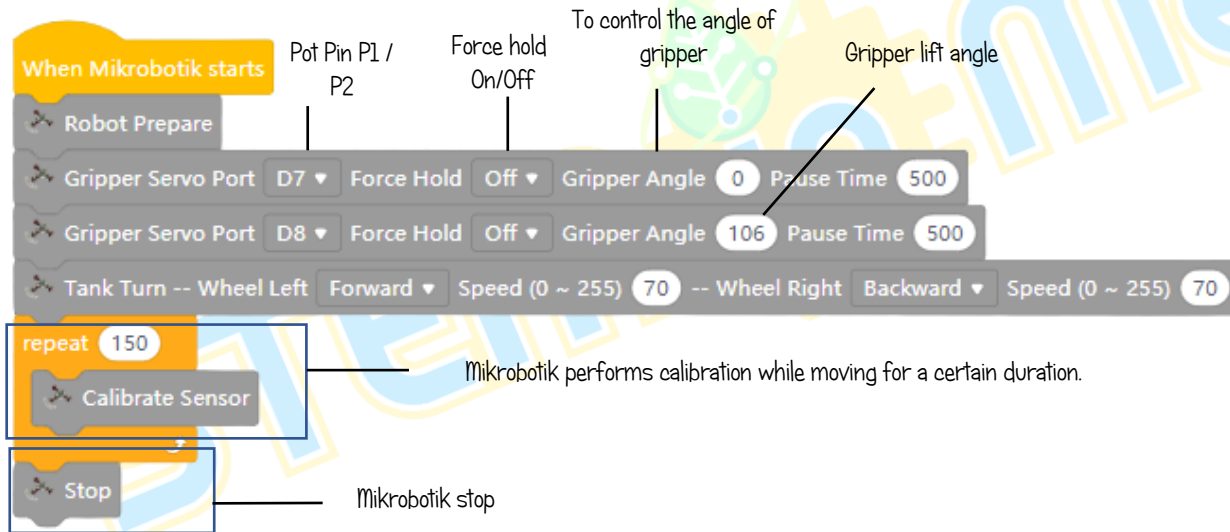 To control the angle of
gripper
Pot Pin P1 /
P2
Force hold
On/Off
Gripper lift angle
When Mikrobotik starts
Robot Prepare
Gripper Servo Port D7 Force Hold Off Gripper Angle 0 Pause Time 500
Gripper Servo Port D8 Force Hold Off Gripper Angle 106 Pause Time 500
Tank Turn -- Wheel Left Forward Speed (0 ~ 255) 70 -- Wheel Right Backward Speed (0 ~ 255) 70
repeat 150
Mikrobotik performs calibration while moving for a certain duration.
Calibrate Sensor
Stop
Mikrobotik stop